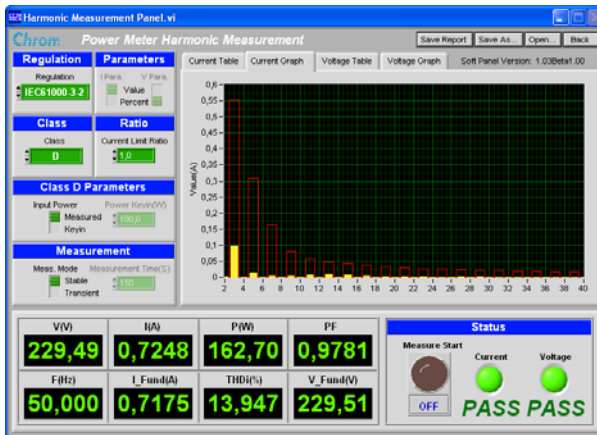 Harmonic Measurement Panel.vi
Chroma Power Meter Harmonic Measurement
Save Report Save As... Open... Back
Regulation Parameters
Current Table Current Graph Voltage Table Voltage Graph Soft Panel Version: 1.03Beta1.00
Regulation I Para. V Para.
IEC61000-3-2 Value
Percent
Class Ratio
Class Current Limit Ratio
D 1,0
Class D Parameters
Input Power Power Keyin(W)
Measured 100,0
Keyin
Measurement
Meas. Mode Measurement Time(S)
Stable 150
Transient
Value(A)
0,6
0,55
0,5
0,45
0,4
0,35
0,3
0,25
0,2
0,15
0,1
0,05
0
2 4 6 8 10 12 14 16 18 20 22 24 26 28 30 32 34 36 38 40
V(V) I(A) P(W) PF
229,49 0,7248 162,70 0,9781
F(Hz) I_Fund(A) THDi(%) V_Fund(V)
50,000 0,7175 13,947 229,51
Status
Measure Start Current Voltage
OFF PASS PASS